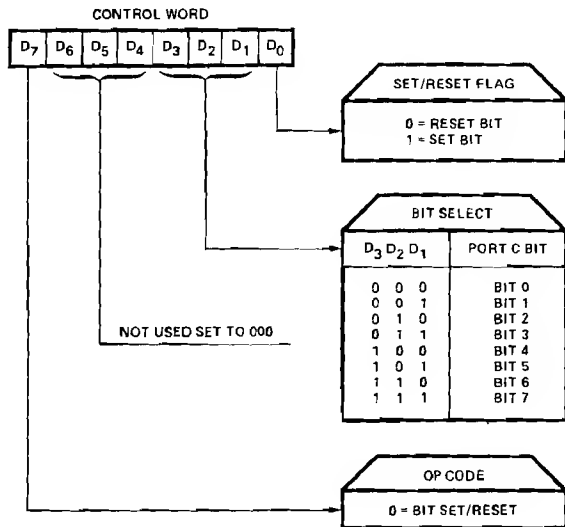 CONTROL WORD
D7 D6 D5 D4 D3 D2 D1 D0
SET/RESET FLAG
0 = RESET BIT
1 = SET BIT
BIT SELECT
D3 D2 D1 PORT C BIT
0 0 0 BIT 0
0 0 1 BIT 1
0 1 0 BIT 2
0 1 1 BIT 3
1 0 0 BIT 4
1 0 1 BIT 5
1 1 0 BIT 6
1 1 1 BIT 7
NOT USED SET TO 000
OP CODE
0 = BIT SET/RESET